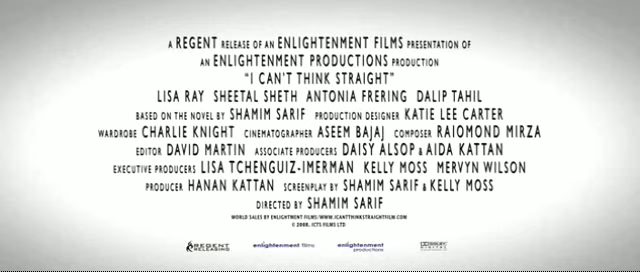 A REGENT RELEASE OF AN ENLIGHTENMENT FILMS PRESENTATION OF
AN ENLIGHTENMENT PRODUCTIONS PRODUCTION
"I CAN'T THINK STRAIGHT"
LISA RAY SHEETAL SHETH ANTONIA FRERING DALIP TAHIL
BASED ON THE NOVEL BY SHAMIM SARIF PRODUCTION DESIGNER KATIE LEE CARTER
WARDROBE CHARLIE KNIGHT CINEMATOGRAPHER ASEEM BAJAJ COMPOSER RAIOMOND MIRZA
EDITOR DAVID MARTIN ASSOCIATE PRODUCERS DAISY ALSOP & AIDA KATTAN
EXECUTIVE PRODUCERS LISA TCHENGUIZ-IMERMAN KELLY MOSS MERVYN WILSON
PRODUCER HANAN KATTAN SCREENPLAY BY SHAMIM SARIF & KELLY MOSS
DIRECTED BY SHAMIM SARIF
WORLD SALES BY ENLIGHTMENT FILMS/WWW.ICANTTHINKSTRAIGHTFILM.COM
© 2008, ICTS FILMS LTD
REGENT RELEASING enlightenment films enlightenment productions DOLBY DIGITAL